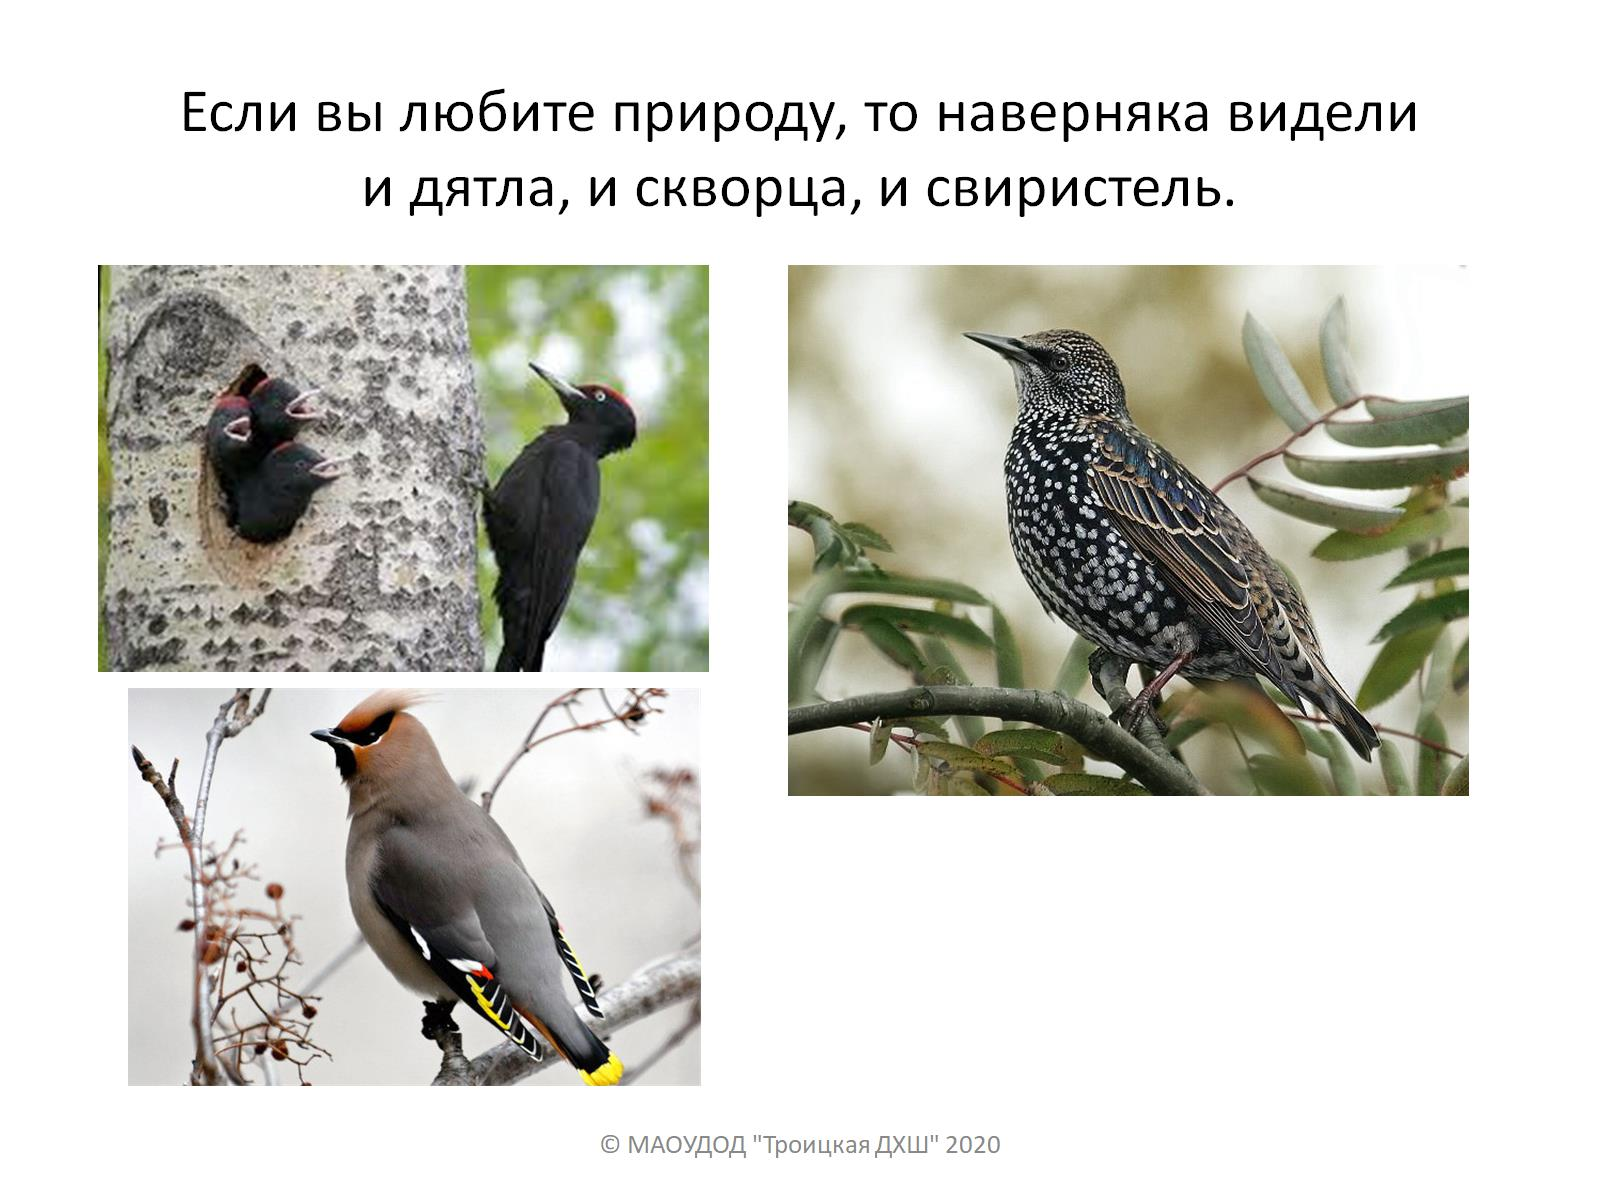 Если вы любите природу, то наверняка видели
и дятла, и скворца, и свиристель.
© МАОУДОД "Троицкая ДХШ" 2020